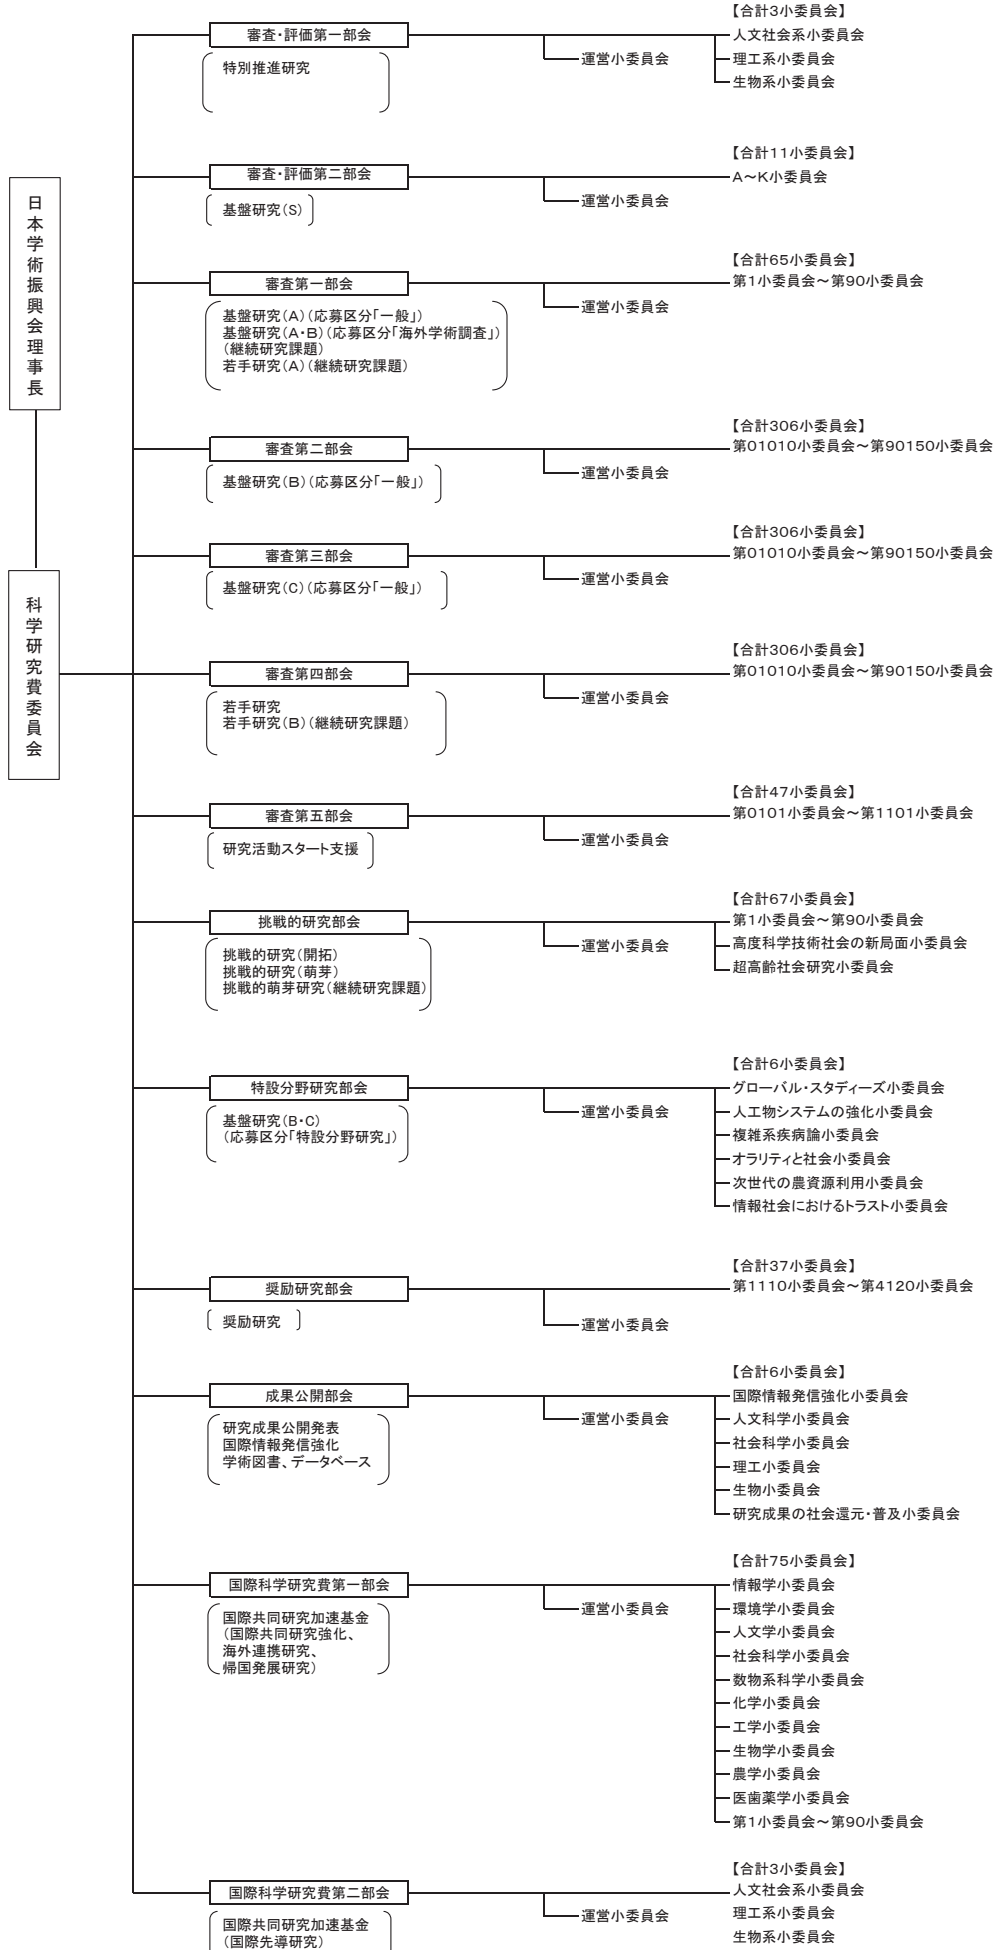 日本学術振興会理事長
科学研究費委員会
審査・評価第一部会
特別推進研究
運営小委員会
【合計3小委員会】
人文社会系小委員会
理工系小委員会
生物系小委員会
審査・評価第二部会
基盤研究(S)
運営小委員会
【合計11小委員会】
A～K小委員会
審査第一部会
基盤研究(A)(応募区分「一般」)
基盤研究(A・B)(応募区分「海外学術調査」)
(継続研究課題)
若手研究(A)(継続研究課題)
運営小委員会
【合計65小委員会】
第1小委員会～第90小委員会
審査第二部会
基盤研究(B)(応募区分「一般」)
運営小委員会
【合計306小委員会】
第01010小委員会～第90150小委員会
審査第三部会
基盤研究(C)(応募区分「一般」)
運営小委員会
【合計306小委員会】
第01010小委員会～第90150小委員会
審査第四部会
若手研究
若手研究(B)(継続研究課題)
運営小委員会
【合計306小委員会】
第01010小委員会～第90150小委員会
審査第五部会
研究活動スタート支援
運営小委員会
【合計47小委員会】
第0101小委員会～第1101小委員会
挑戦的研究部会
挑戦的研究(開拓)
挑戦的研究(萌芽)
挑戦的萌芽研究(継続研究課題)
運営小委員会
【合計67小委員会】
第1小委員会～第90小委員会
高度科学技術社会の新局面小委員会
超高齢社会研究小委員会
特設分野研究部会
基盤研究(B・C)
(応募区分「特設分野研究」)
運営小委員会
【合計6小委員会】
グローバル・スタディーズ小委員会
人工物システムの強化小委員会
複雑系疾病論小委員会
オラリティと社会小委員会
次世代の農資源利用小委員会
情報社会におけるトラスト小委員会
奨励研究部会
奨励研究
運営小委員会
【合計37小委員会】
第1110小委員会～第4120小委員会
成果公開部会
研究成果公開発表
国際情報発信強化
学術図書、データベース
運営小委員会
【合計6小委員会】
国際情報発信強化小委員会
人文科学小委員会
社会科学小委員会
理工小委員会
生物小委員会
研究成果の社会還元・普及小委員会
国際科学研究費第一部会
国際共同研究加速基金
(国際共同研究強化、
海外連携研究、
帰国発展研究)
運営小委員会
【合計75小委員会】
情報学小委員会
環境学小委員会
人文学小委員会
社会科学小委員会
数物系科学小委員会
化学小委員会
工学小委員会
生物学小委員会
農学小委員会
医歯薬学小委員会
第1小委員会～第90小委員会
国際科学研究費第二部会
国際共同研究加速基金
(国際先導研究)
運営小委員会
【合計3小委員会】
人文社会系小委員会
理工系小委員会
生物系小委員会